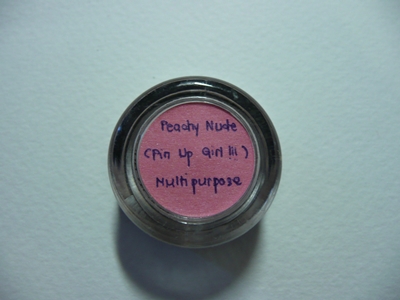 Peachy Nude
(Pin Up Girl !!!)
Multipurpose